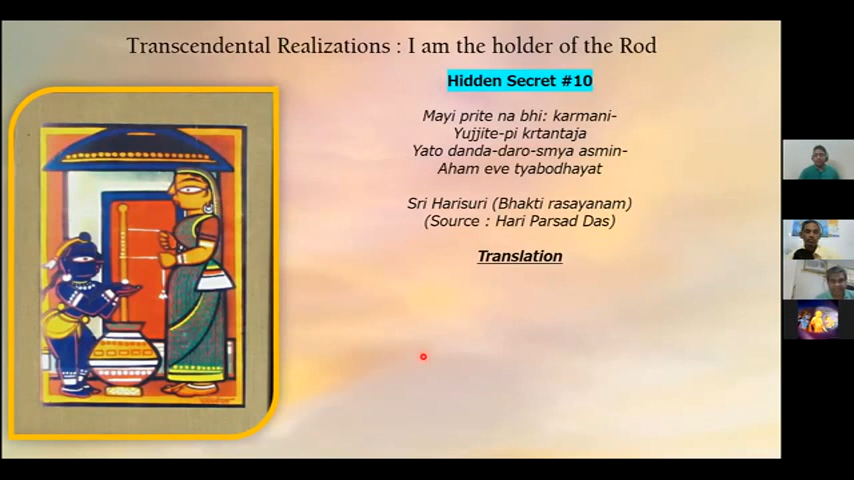 Transcendental Realizations : I am the holder of the Rod
Hidden Secret #10
Mayi prite na bhi: karmani-
Yujjite-pi krtantaja
Yato danda-daro-smya asmin-
Aham eve tyabodhayat
Sri Harisuri (Bhakti rasayanam)
(Source : Hari Parsad Das)
Translation